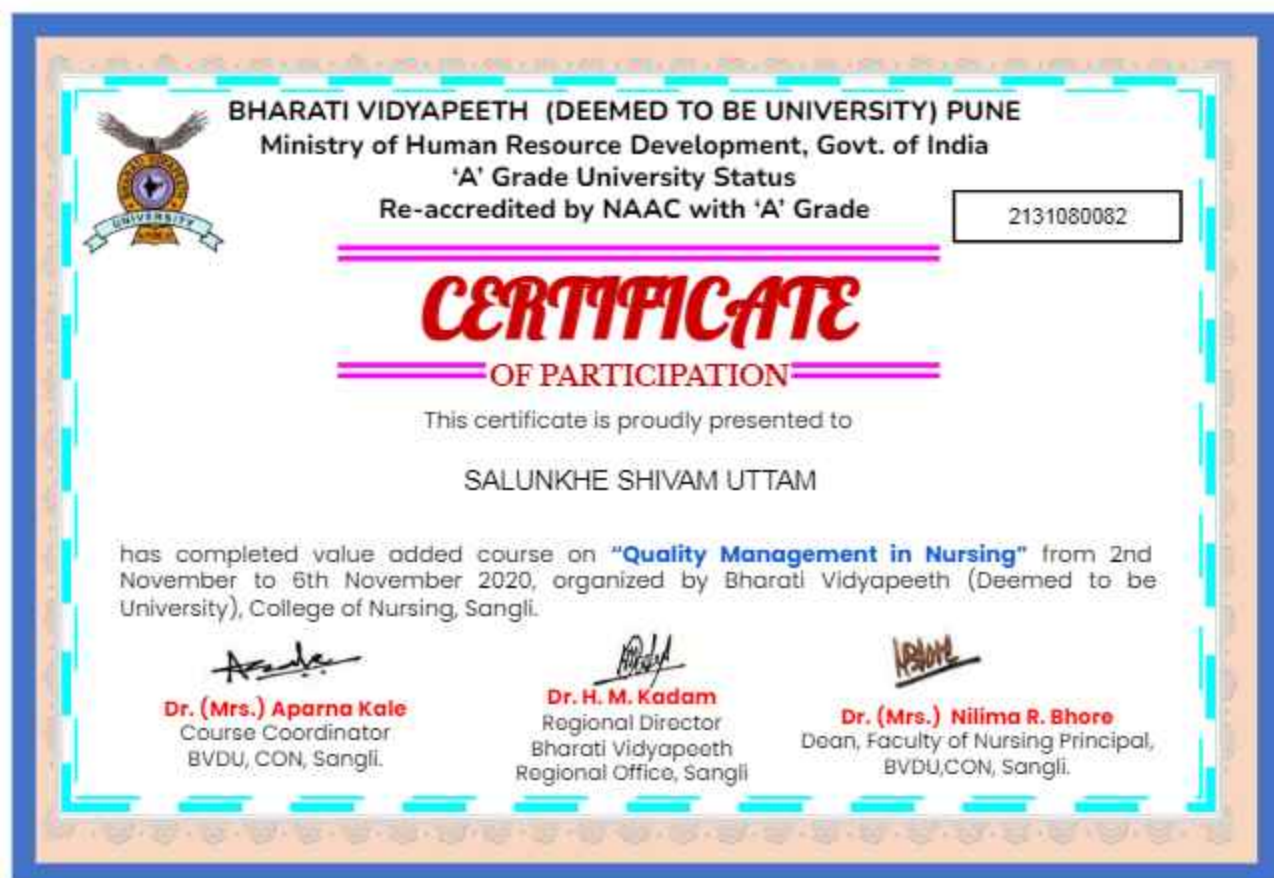 BHARATI VIDYAPEETH (DEEMED TO BE UNIVERSITY) PUNE
Ministry of Human Resource Development, Govt. of India
‘A’ Grade University Status
Re-accredited by NAAC with ‘A’ Grade
2131080082
BHARATI VIDYAPEETH
UNIVERSITY
CERTIFICATE
OF PARTICIPATION
This certificate is proudly presented to
SALUNKHE SHIVAM UTTAM
has completed value added course on “Quality Management in Nursing” from 2nd
November to 6th November 2020, organized by Bharati Vidyapeeth (Deemed to be
University), College of Nursing, Sangli.
Dr. (Mrs.) Aparna Kale
Course Coordinator
BVDU, CON, Sangli.
Dr. H. M. Kadam
Regional Director
Bharati Vidyapeeth
Regional Office, Sangli
Dr. (Mrs.) Nilima R. Bhore
Dean, Faculty of Nursing Principal,
BVDU,CON, Sangli.